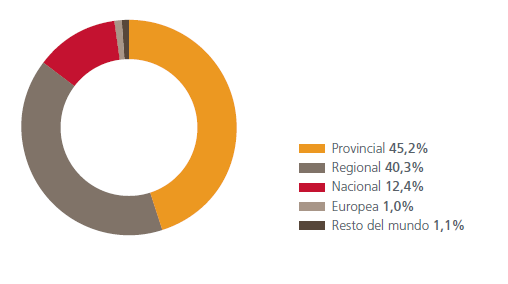 Provincial 45,2%
Regional 40,3%
Nacional 12,4%
Europea 1,0%
Resto del mundo 1,1%